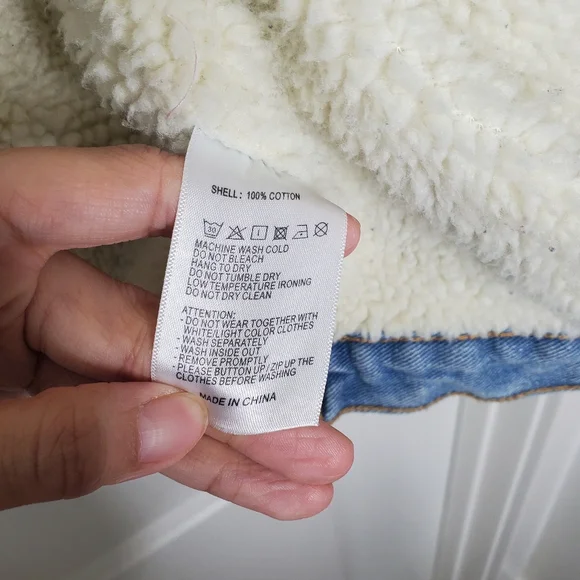 SHELL: 100% COTTON
30
MACHINE WASH COLD
DO NOT BLEACH
HANG TO DRY
DO NOT TUMBLE DRY
LOW TEMPERATURE IRONING
DO NOT DRY CLEAN
ATTENTION:
- DO NOT WEAR TOGETHER WITH
WHITE/LIGHT COLOR CLOTHES
- WASH SEPARATELY
- WASH INSIDE OUT
- REMOVE PROMPTLY
- PLEASE BUTTON UP / ZIP UP THE
CLOTHES BEFORE WASHING
MADE IN CHINA